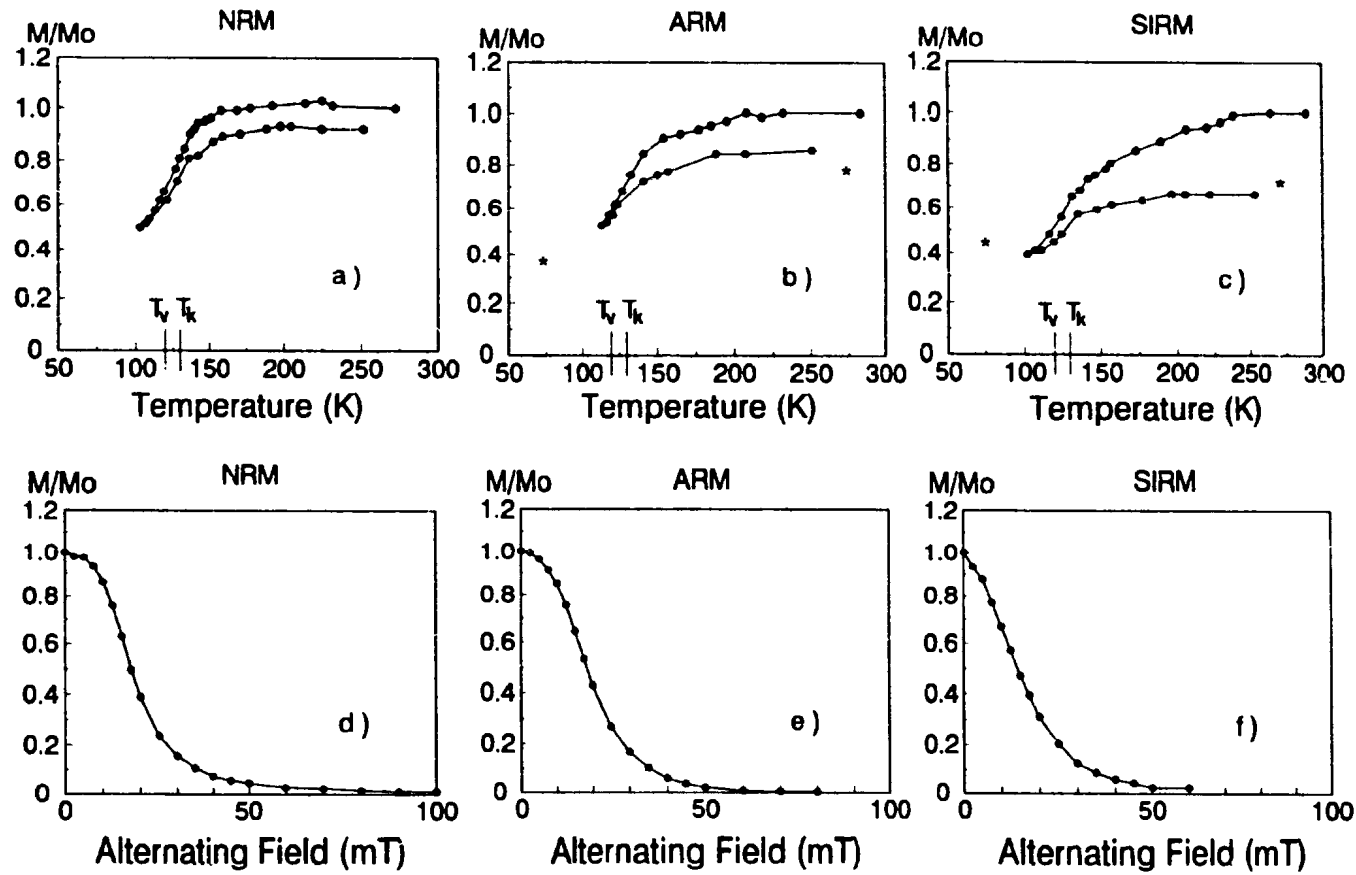 NRM
M/Mo
1.2
1.0
0.8
0.6
0.4
0.2
0
a )
Tv Tk
50 100 150 200 250 300
Temperature (K)
ARM
M/Mo
1.2
1.0
0.8
0.6
0.4
0.2
0
*
*
b )
Tv Tk
50 100 150 200 250 300
Temperature (K)
SIRM
M/Mo
1.2
1.0
0.8
0.6
0.4
0.2
0
*
*
c )
Tv Tk
50 100 150 200 250 300
Temperature (K)
NRM
M/Mo
1.2
1.0
0.8
0.6
0.4
0.2
0
d )
0 50 100
Alternating Field (mT)
ARM
M/Mo
1.2
1.0
0.8
0.6
0.4
0.2
0
e )
0 50 100
Alternating Field (mT)
SIRM
M/Mo
1.2
1.0
0.8
0.6
0.4
0.2
0
f )
0 50 100
Alternating Field (mT)